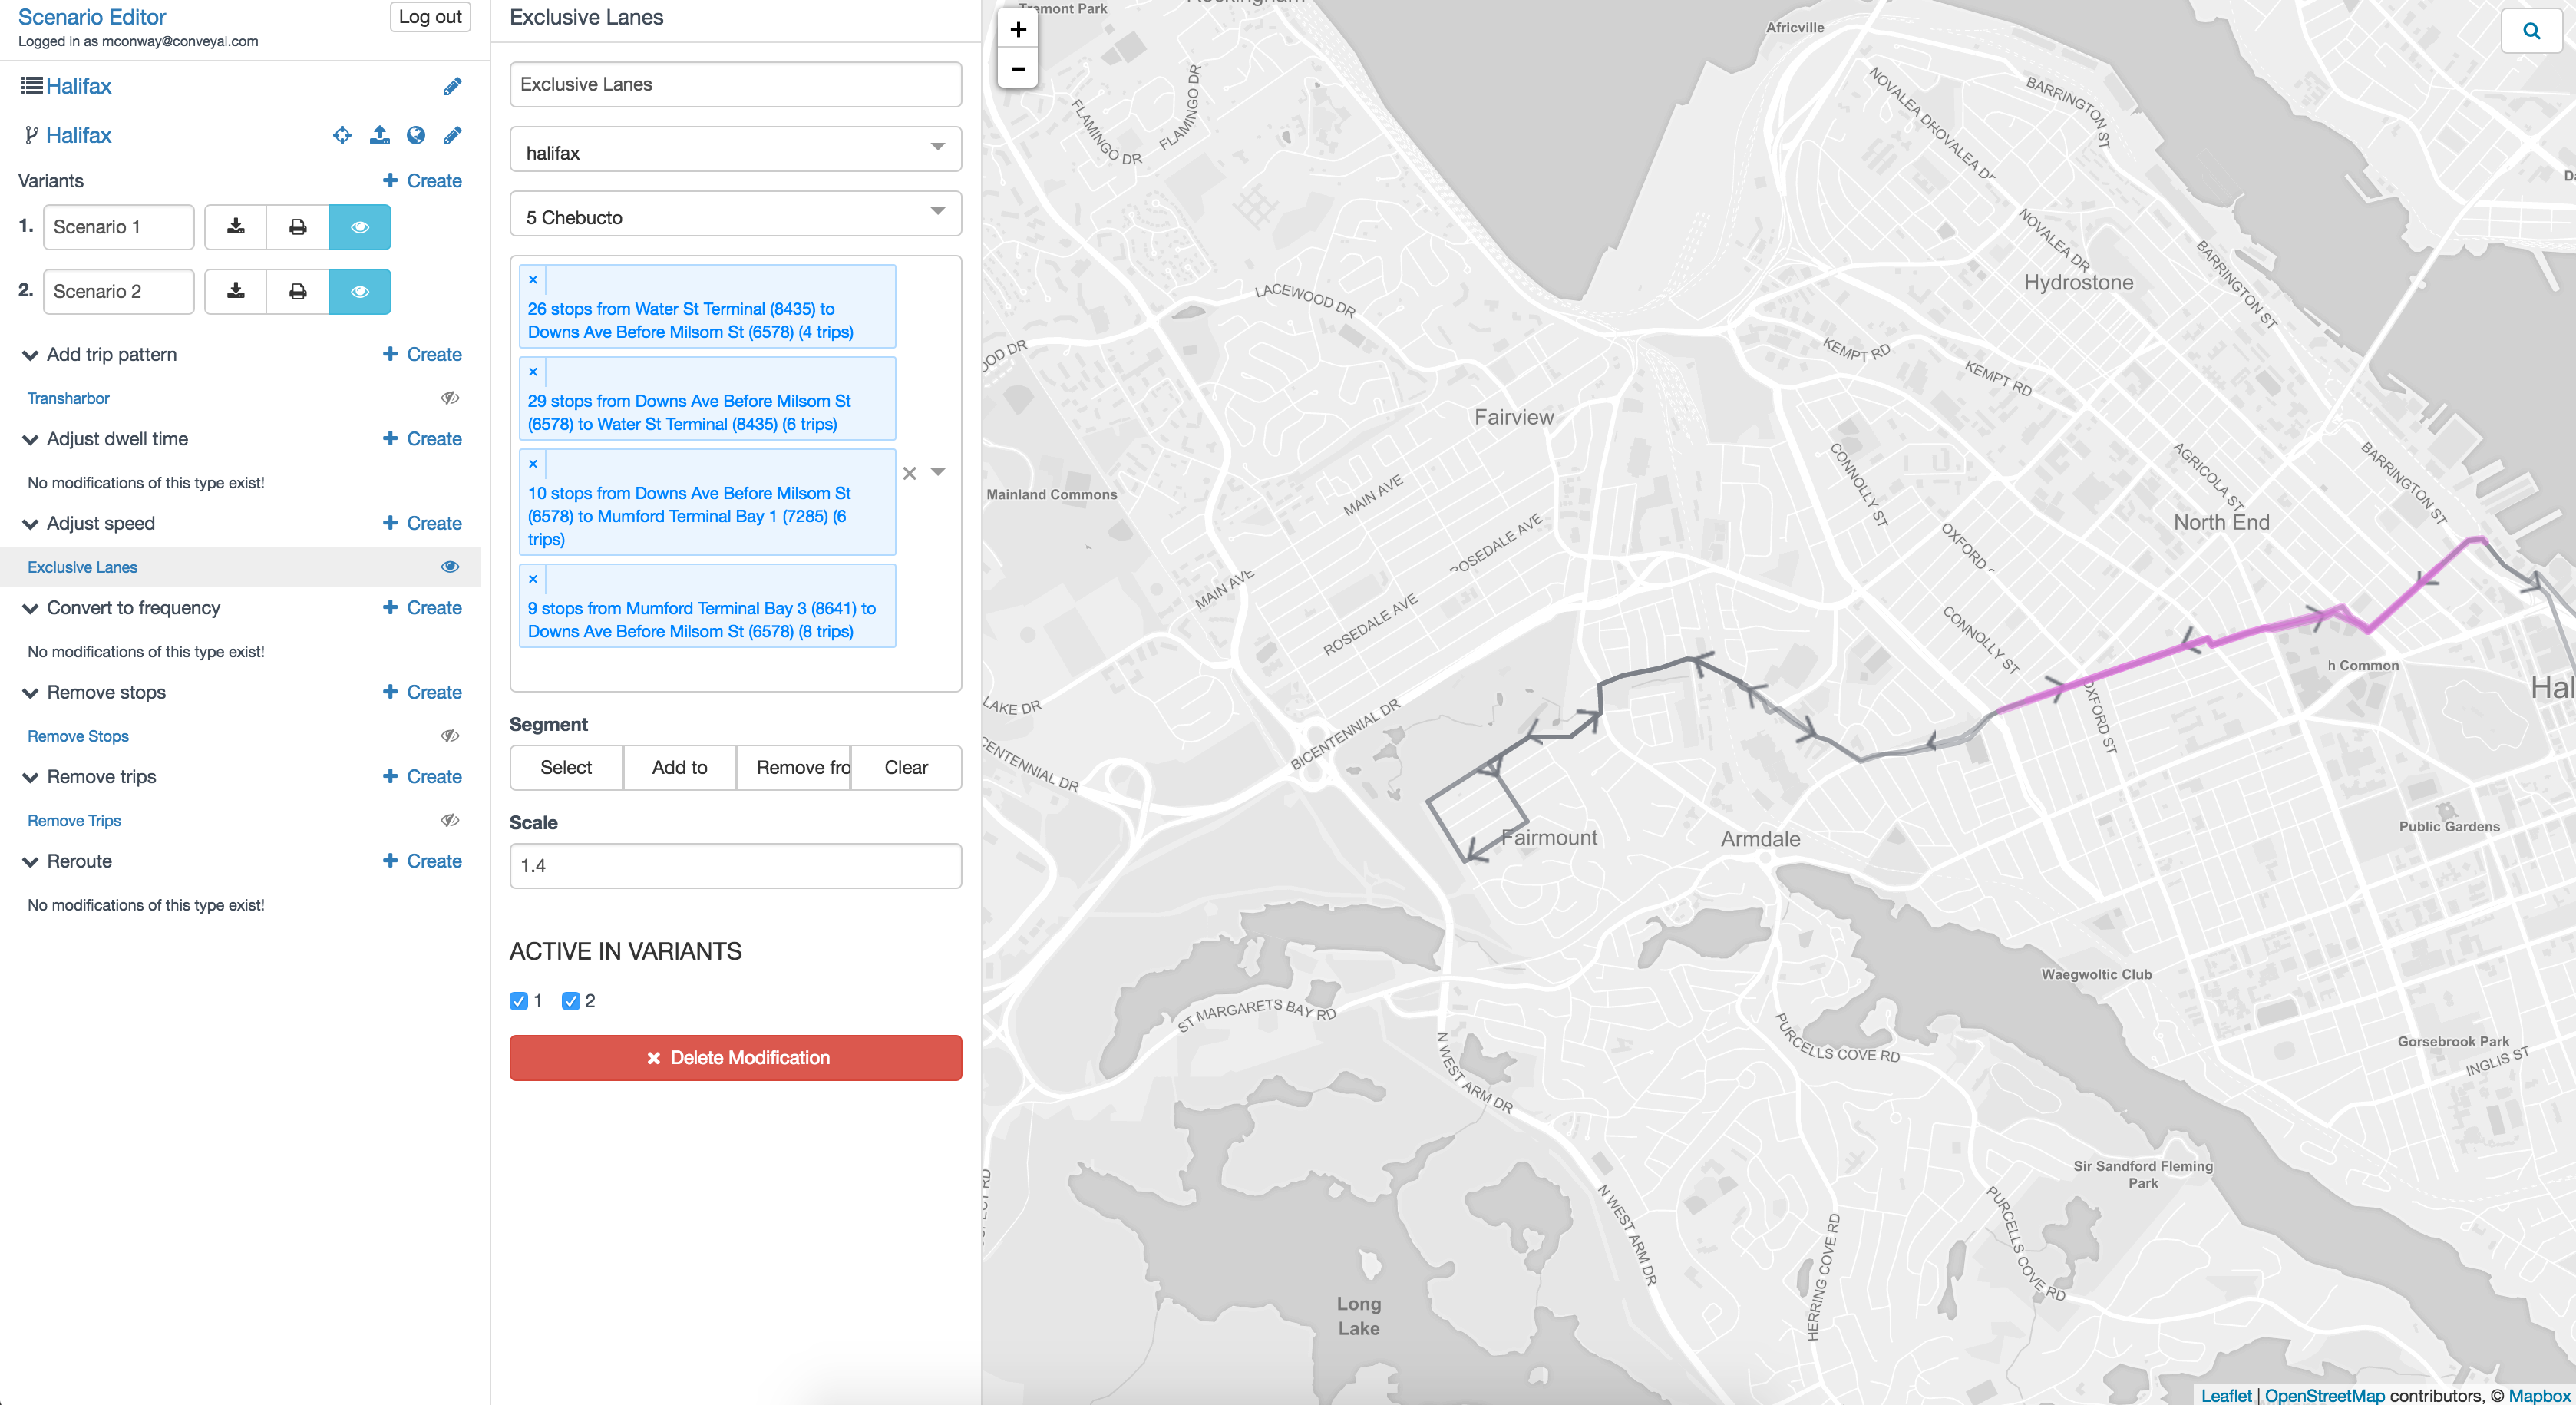 Scenario Editor
Log out
Logged in as mconway@conveyal.com
Halifax
Halifax
Variants
Create
1.
Scenario 1
2.
Scenario 2
Add trip pattern
Create
Transharbor
Adjust dwell time
Create
No modifications of this type exist!
Adjust speed
Create
Exclusive Lanes
Convert to frequency
Create
No modifications of this type exist!
Remove stops
Create
Remove Stops
Remove trips
Create
Remove Trips
Reroute
Create
No modifications of this type exist!
Exclusive Lanes
Exclusive Lanes
halifax
5 Chebucto
×
26 stops from Water St Terminal (8435) to
Downs Ave Before Milsom St (6578) (4 trips)
×
29 stops from Downs Ave Before Milsom St
(6578) to Water St Terminal (8435) (6 trips)
×
10 stops from Downs Ave Before Milsom St
(6578) to Mumford Terminal Bay 1 (7285) (6
trips)
×
9 stops from Mumford Terminal Bay 3 (8641) to
Downs Ave Before Milsom St (6578) (8 trips)
Segment
Select
Add to
Remove fro
Clear
Scale
1.4
ACTIVE IN VARIANTS
1
2
Delete Modification
+
−
Tremont Park
Africville
FLAMINGO DR
FLAMINGO DR
NOVALEA DR
NOVALEA DR
BARRINGTON ST
NOVALEA DR
BARRINGTON ST
Hydrostone
LACEWOOD DR
OOD DR
KEMPT RD
KEMPT RD
Fairview
Mainland Commons
MAIN AVE
CONNOLLY ST
AGRICOLA ST
BARRINGTON ST
North End
ROSEDALE AVE
OXFORD S
MAIN AVE
ROSEDALE AVE
CONNOLLY ST
h Common
Hal
LAKE DR
OXFORD ST
BICENTENNIAL DR
CENTENNIAL DR
Fairmount
Armdale
Public Gardens
Waegwoltic Club
ST MARGARETS BAY RD
PURCELLS COVE RD
Gorsebrook Park
INGLIS ST
N WEST ARM DR
Sir Sandford Fleming
Park
N WEST ARM DR
PURCELLS COVE RD
HERRING COVE RD
Long
Lake
Leaflet | OpenStreetMap contributors, © Mapbox